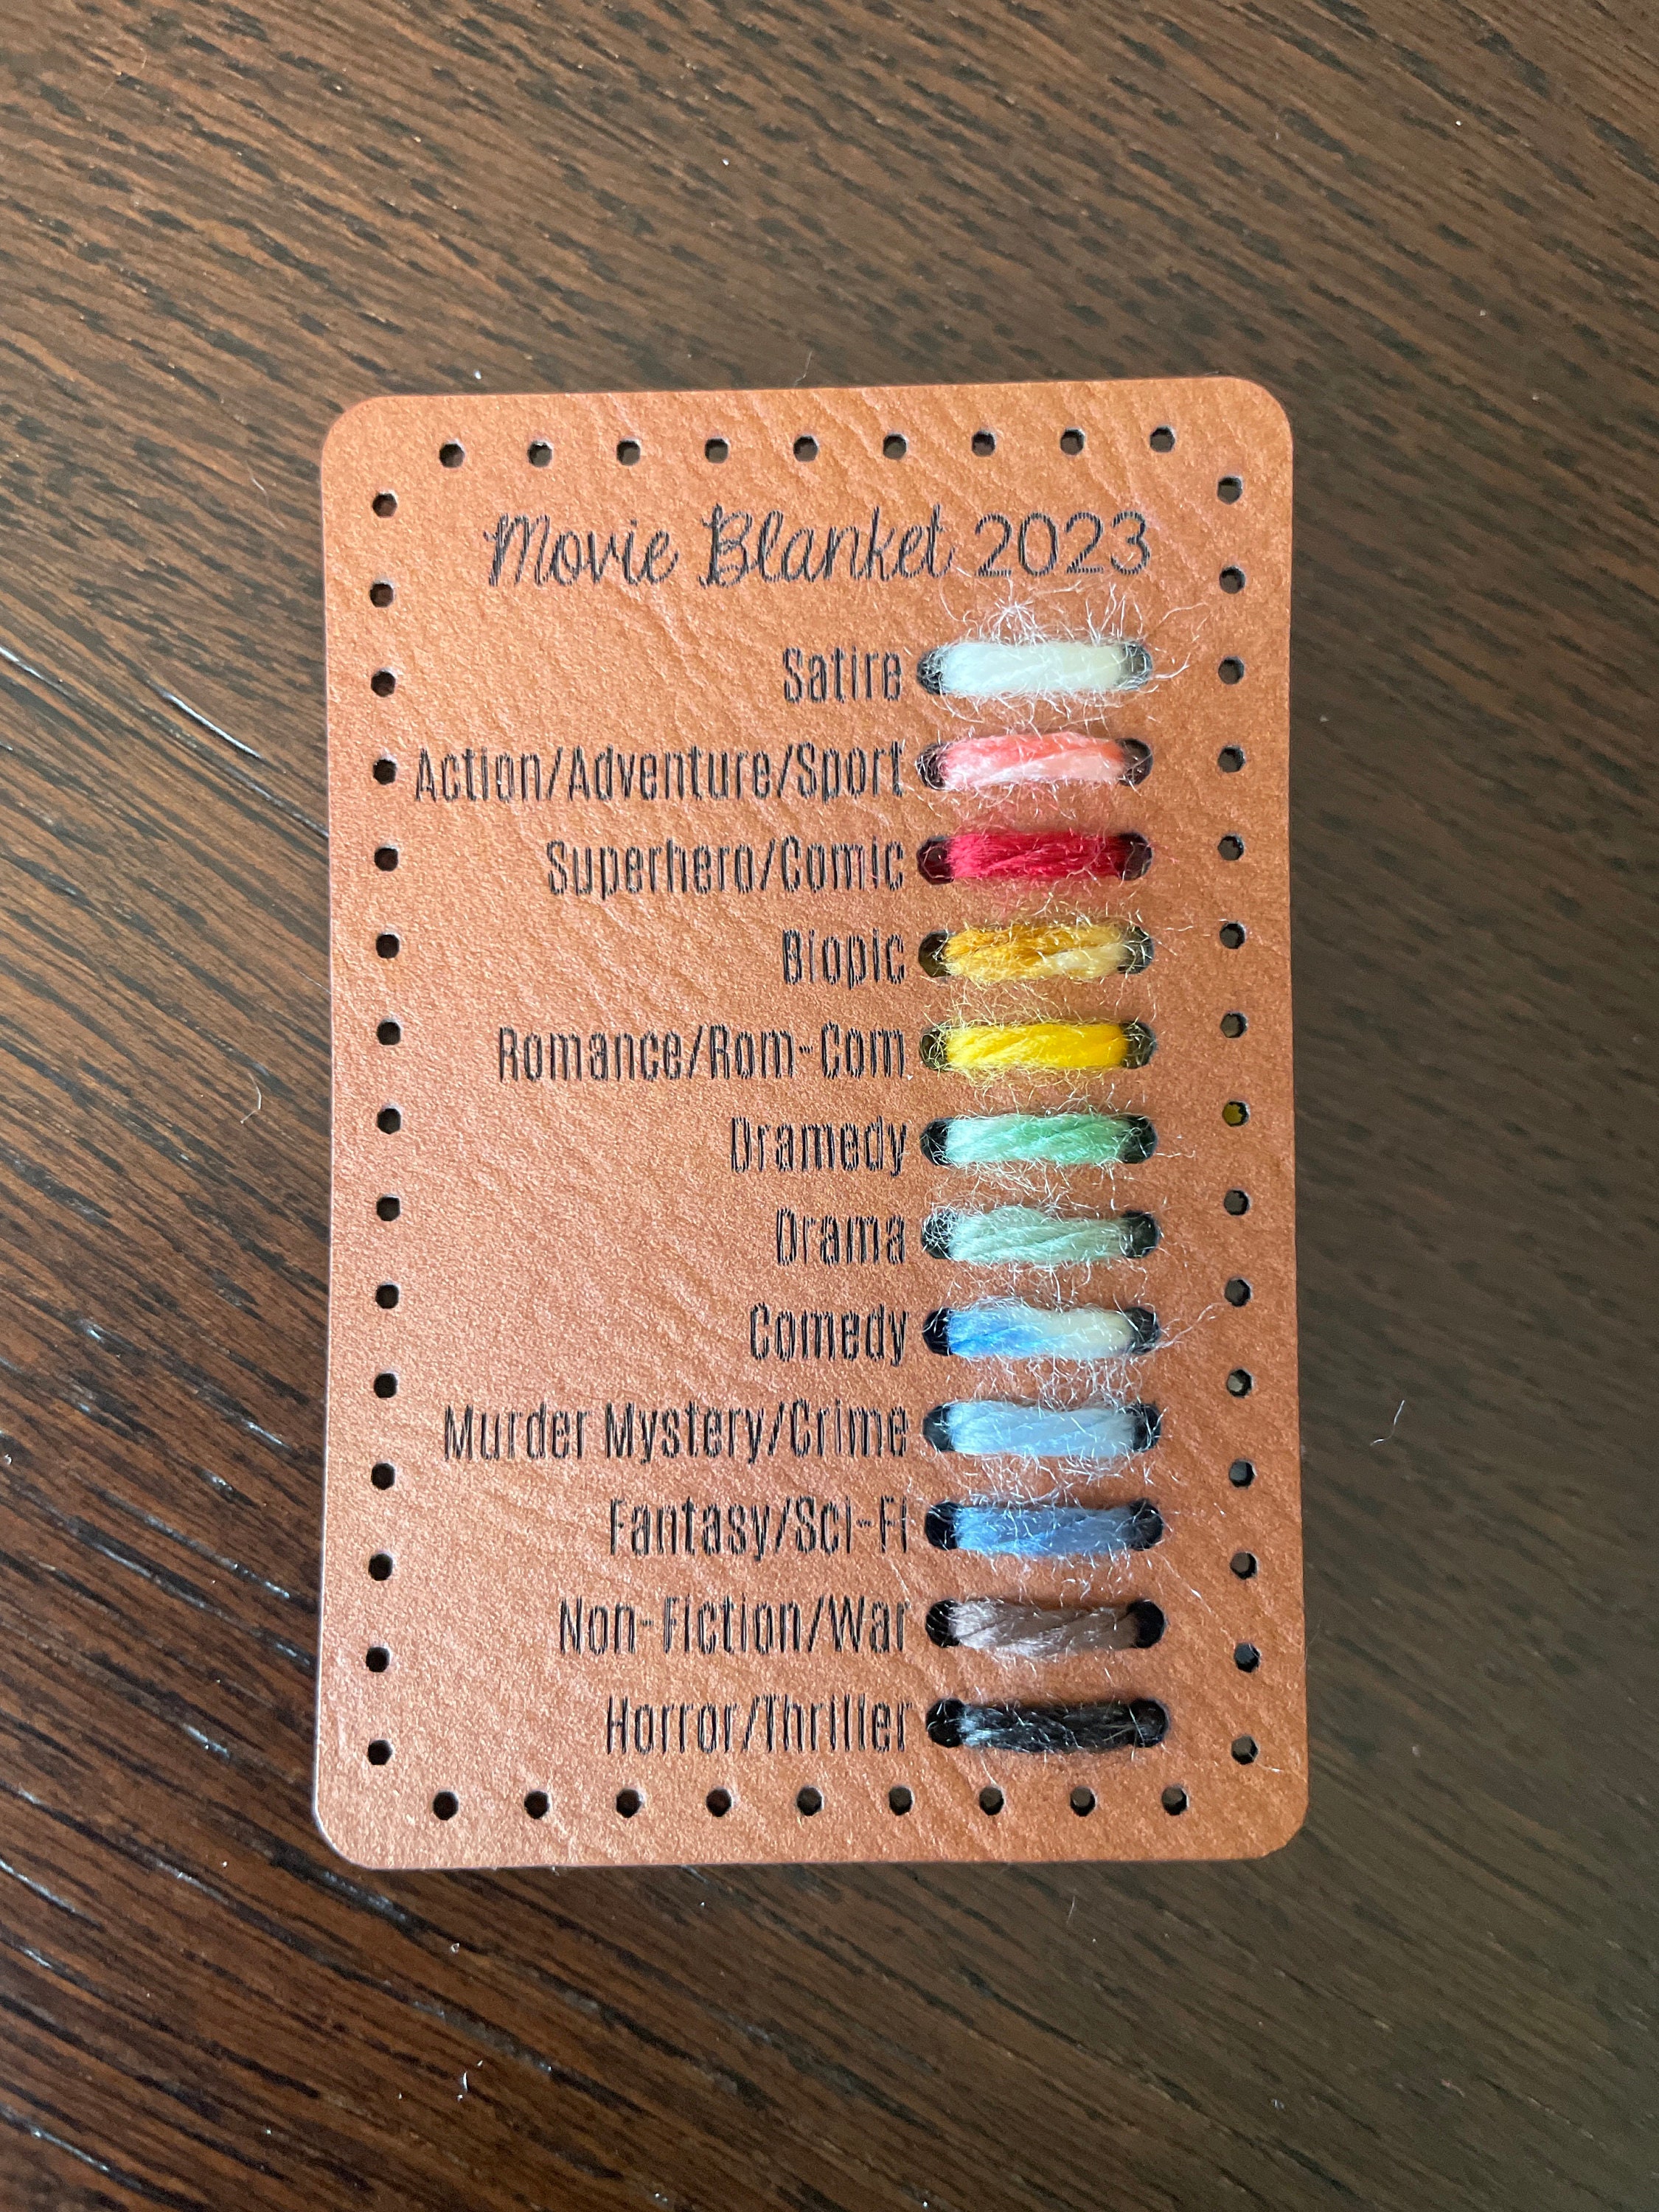 Movie Blanket 2023
Satire
Action/Adventure/Sport
Superhero/Comic
Biopic
Romance/Rom-Com
Dramedy
Drama
Comedy
Murder Mystery/Crime
Fantasy/Sci-Fi
Non-Fiction/War
Horror/Thriller